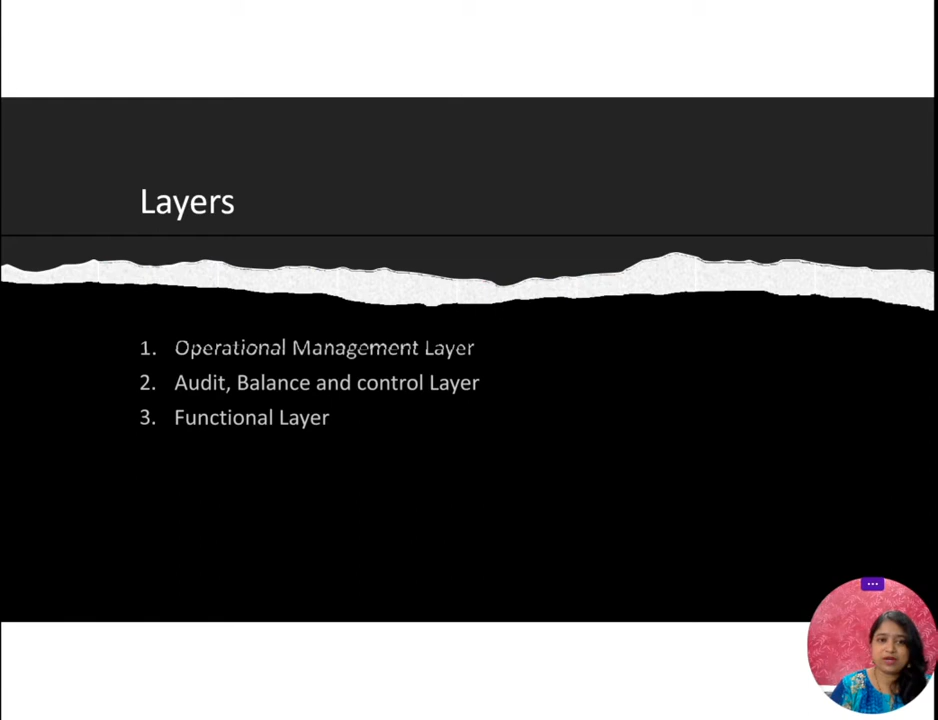 Layers
1. Operational Management Layer
2. Audit, Balance and control Layer
3. Functional Layer